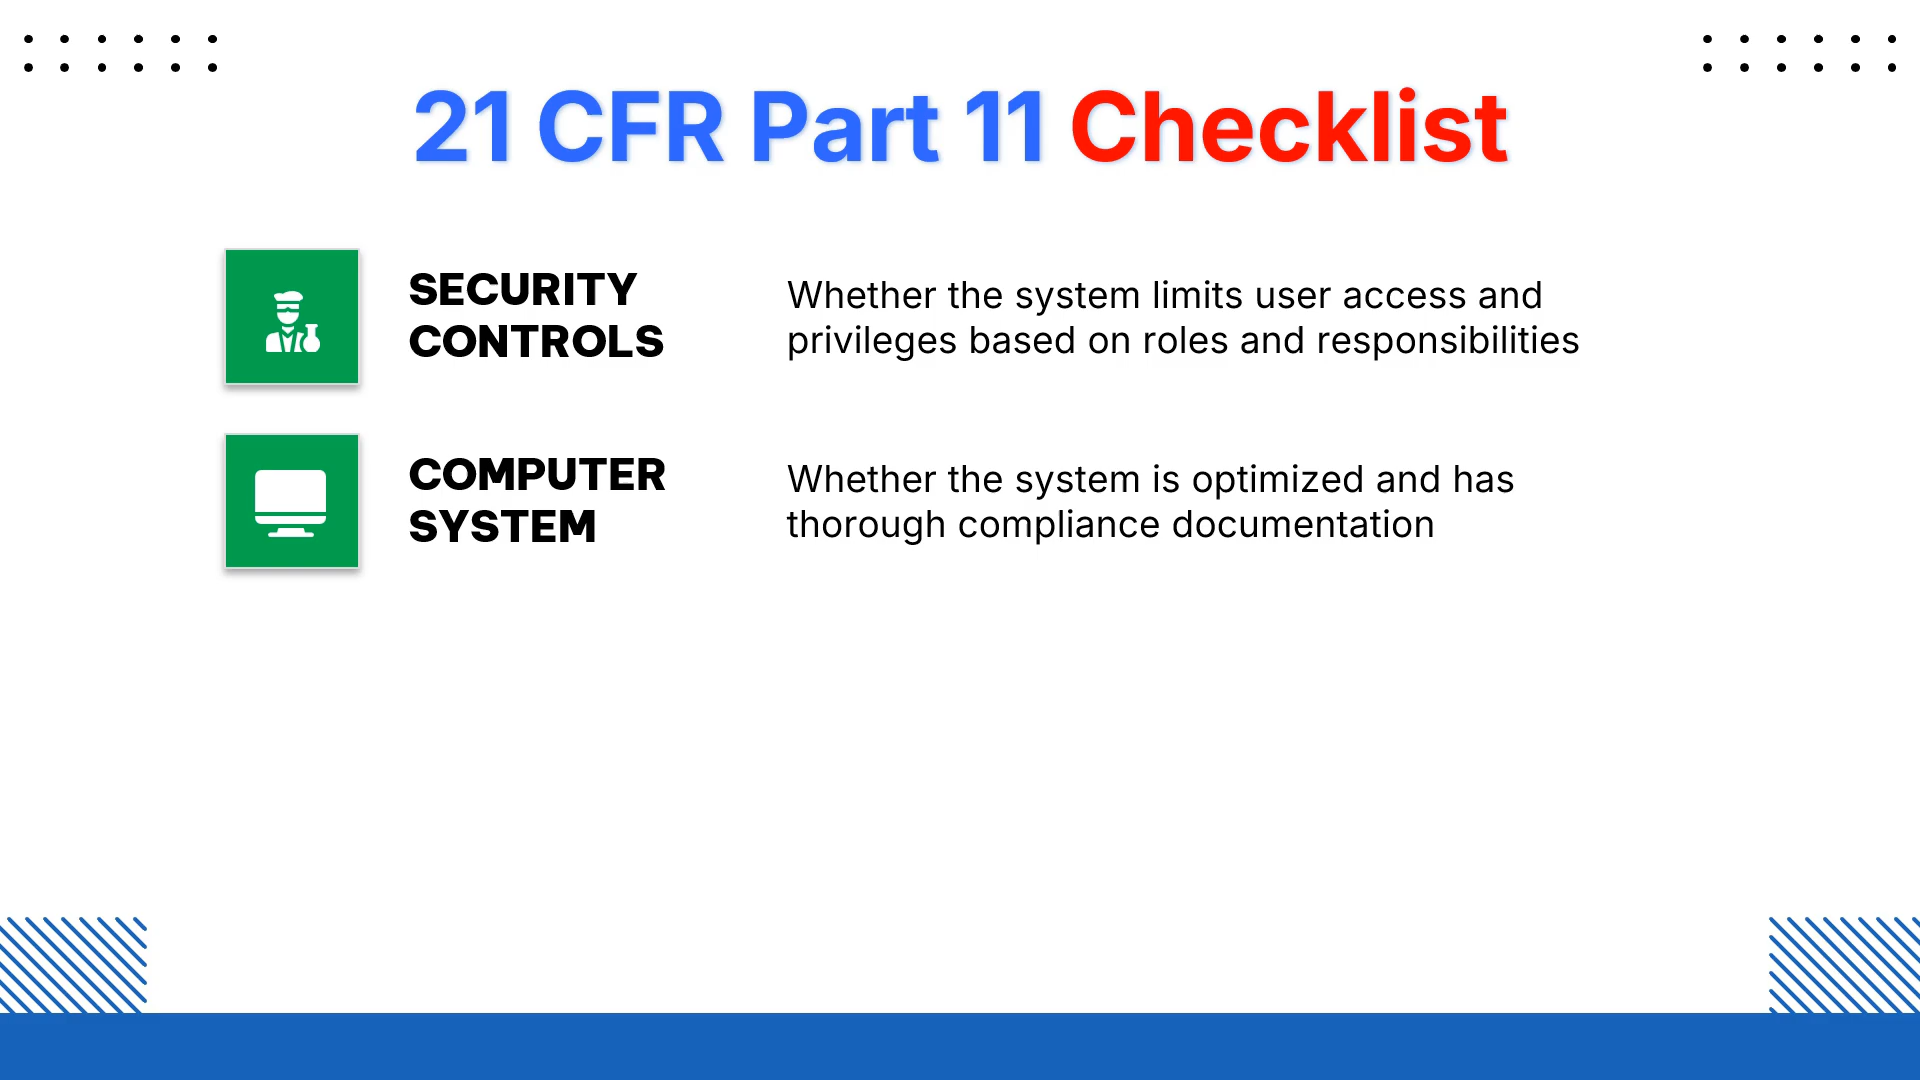 21 CFR Part 11 Checklist
SECURITY
CONTROLS
Whether the system limits user access and
privileges based on roles and responsibilities
COMPUTER
SYSTEM
Whether the system is optimized and has
thorough compliance documentation